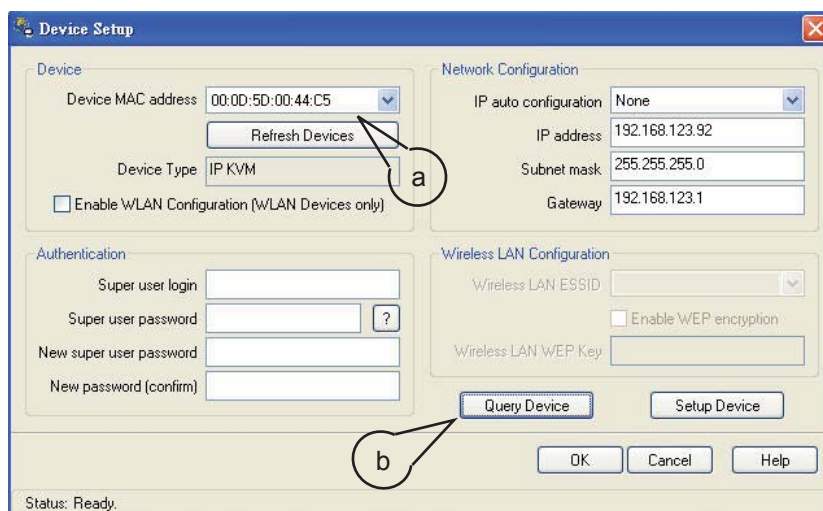 Device Setup
Device
Device MAC address 00:0D:5D:00:44:C5
Refresh Devices
Device Type IP KVM
Enable WLAN Configuration (WLAN Devices only)
a
Network Configuration
IP auto configuration None
IP address 192.168.123.92
Subnet mask 255.255.255.0
Gateway 192.168.123.1
Authentication
Super user login
Super user password ?
New super user password
New password (confirm)
Wireless LAN Configuration
Wireless LAN ESSID
Enable WEP encryption
Wireless LAN WEP Key
Query Device Setup Device
b
OK Cancel Help
Status: Ready.